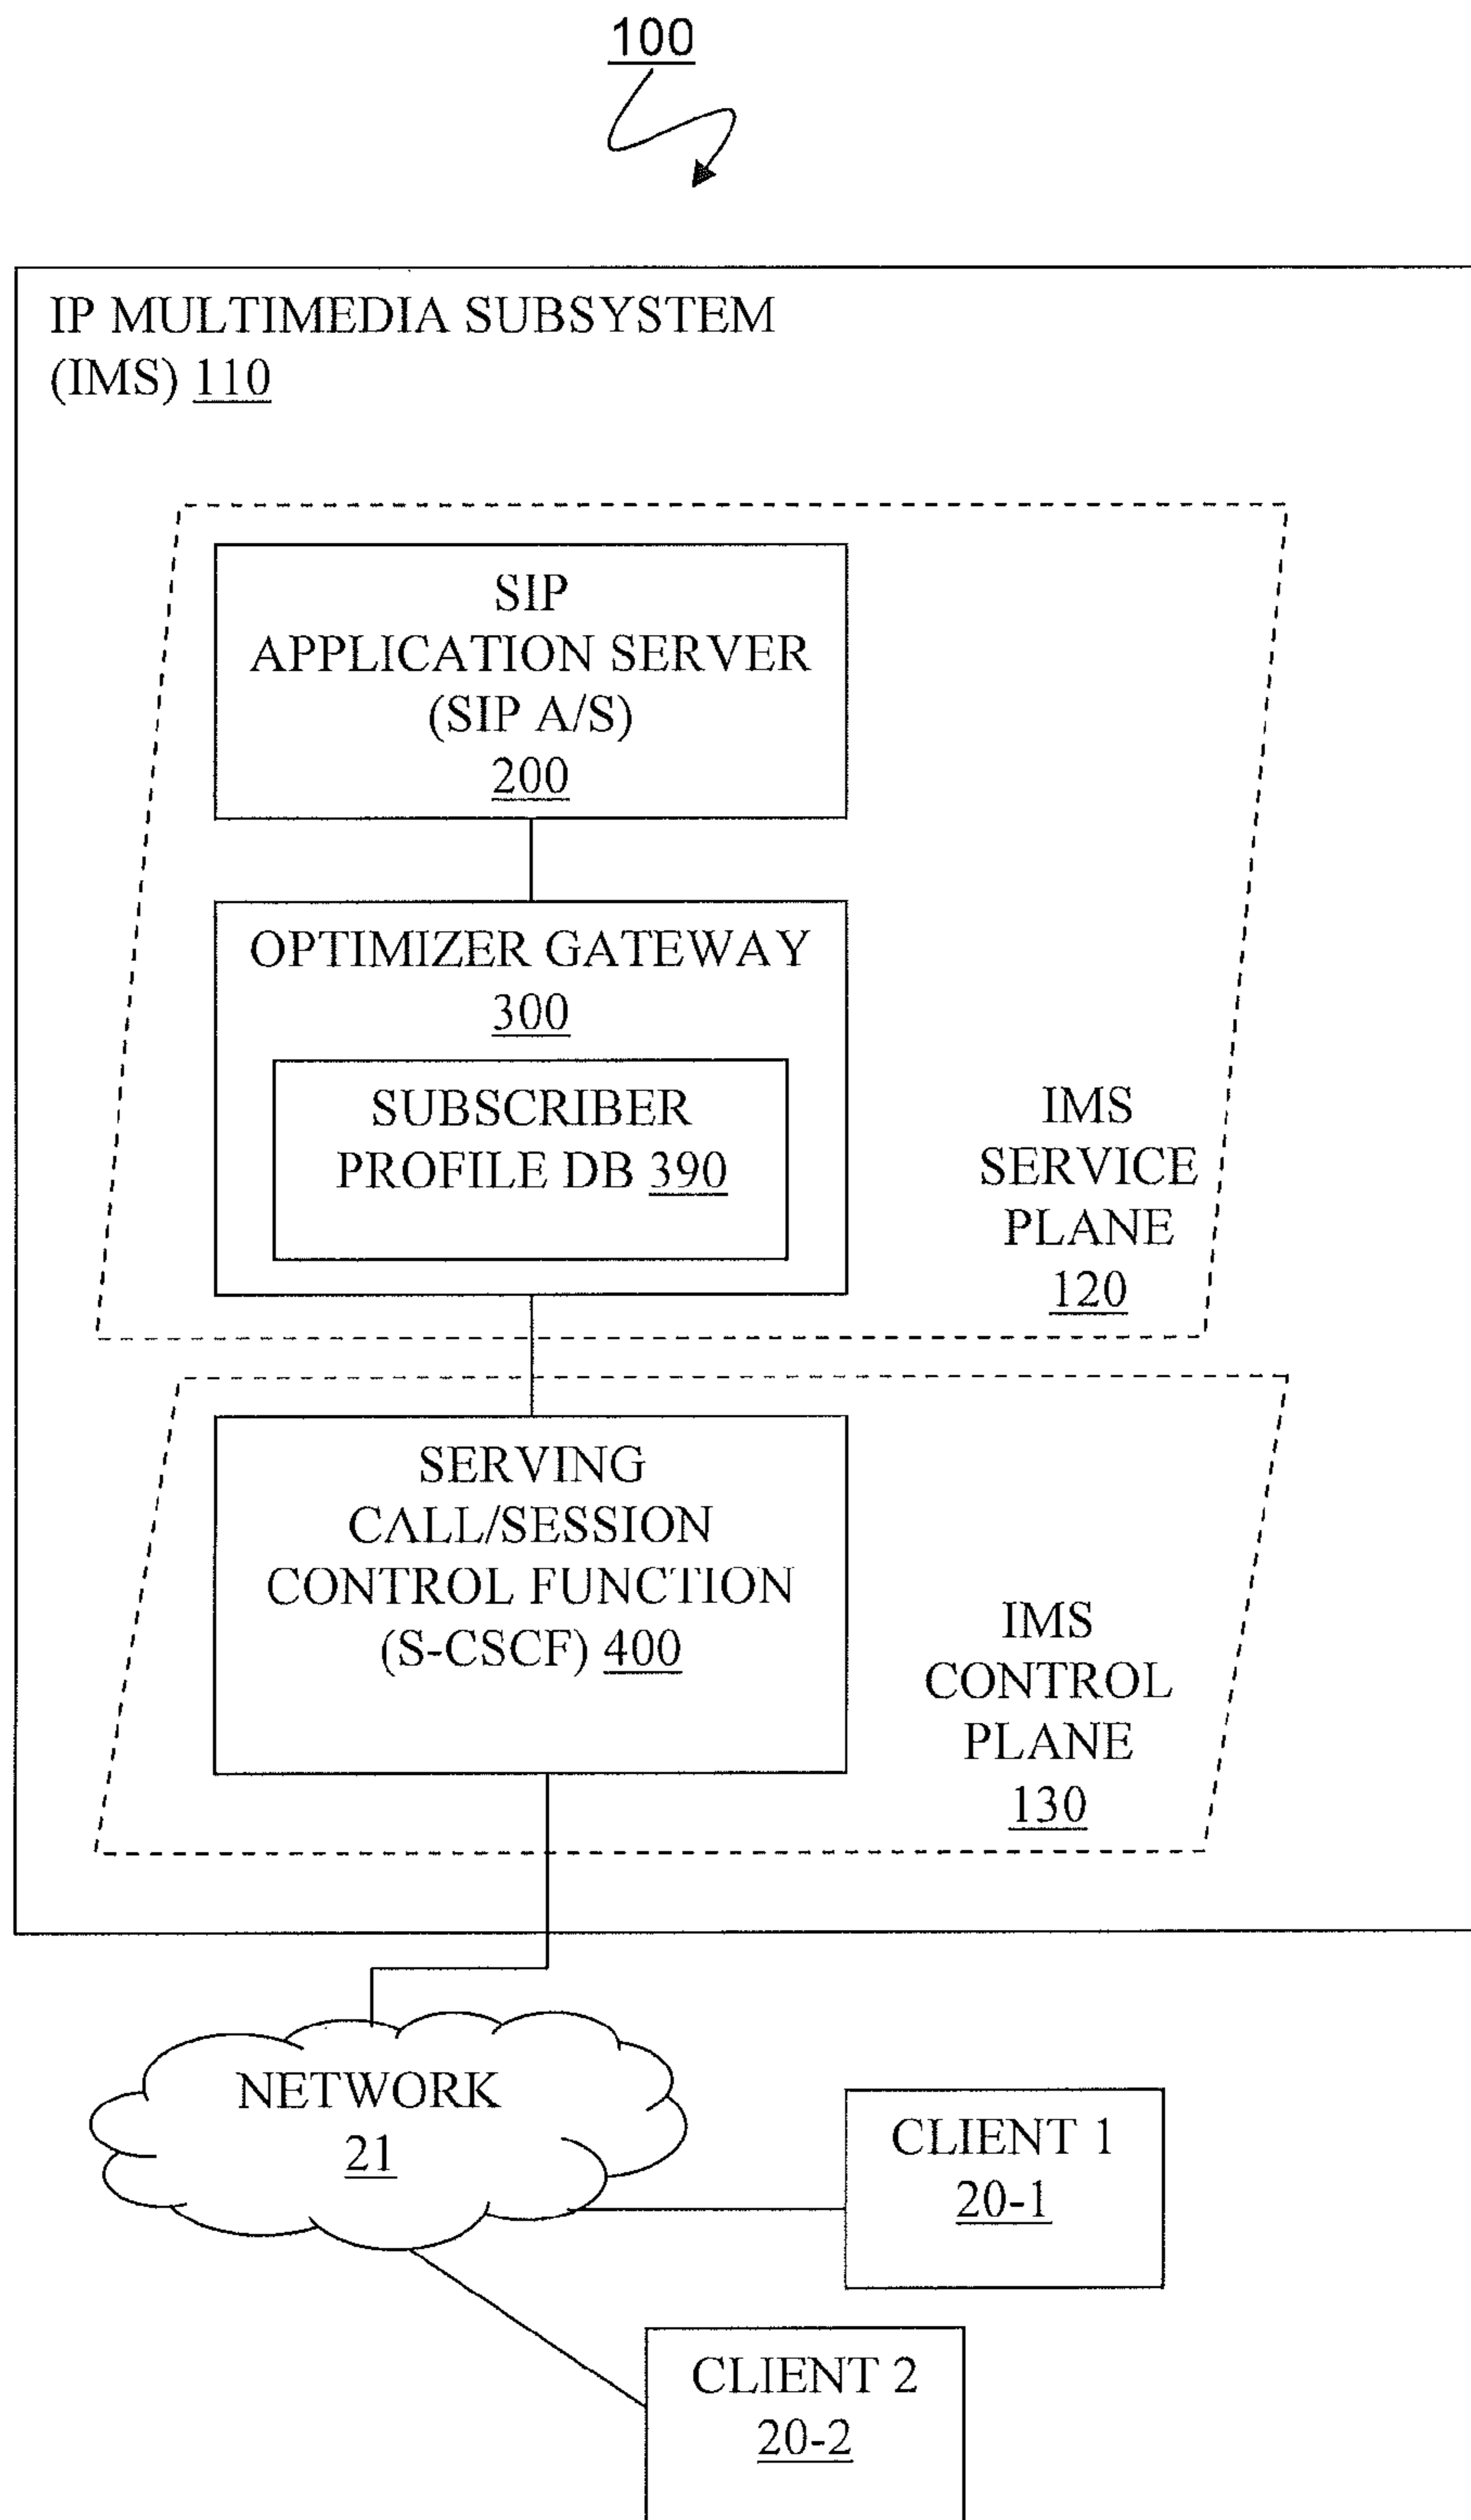 100
IP MULTIMEDIA SUBSYSTEM
(IMS) 110
SIP
APPLICATION SERVER
(SIP A/S)
200
OPTIMIZER GATEWAY
300
SUBSCRIBER
PROFILE DB 390
IMS
SERVICE
PLANE
120
SERVING
CALL/SESSION
CONTROL FUNCTION
(S-CSCF) 400
IMS
CONTROL
PLANE
130
NETWORK
21
CLIENT 1
20-1
CLIENT 2
20-2